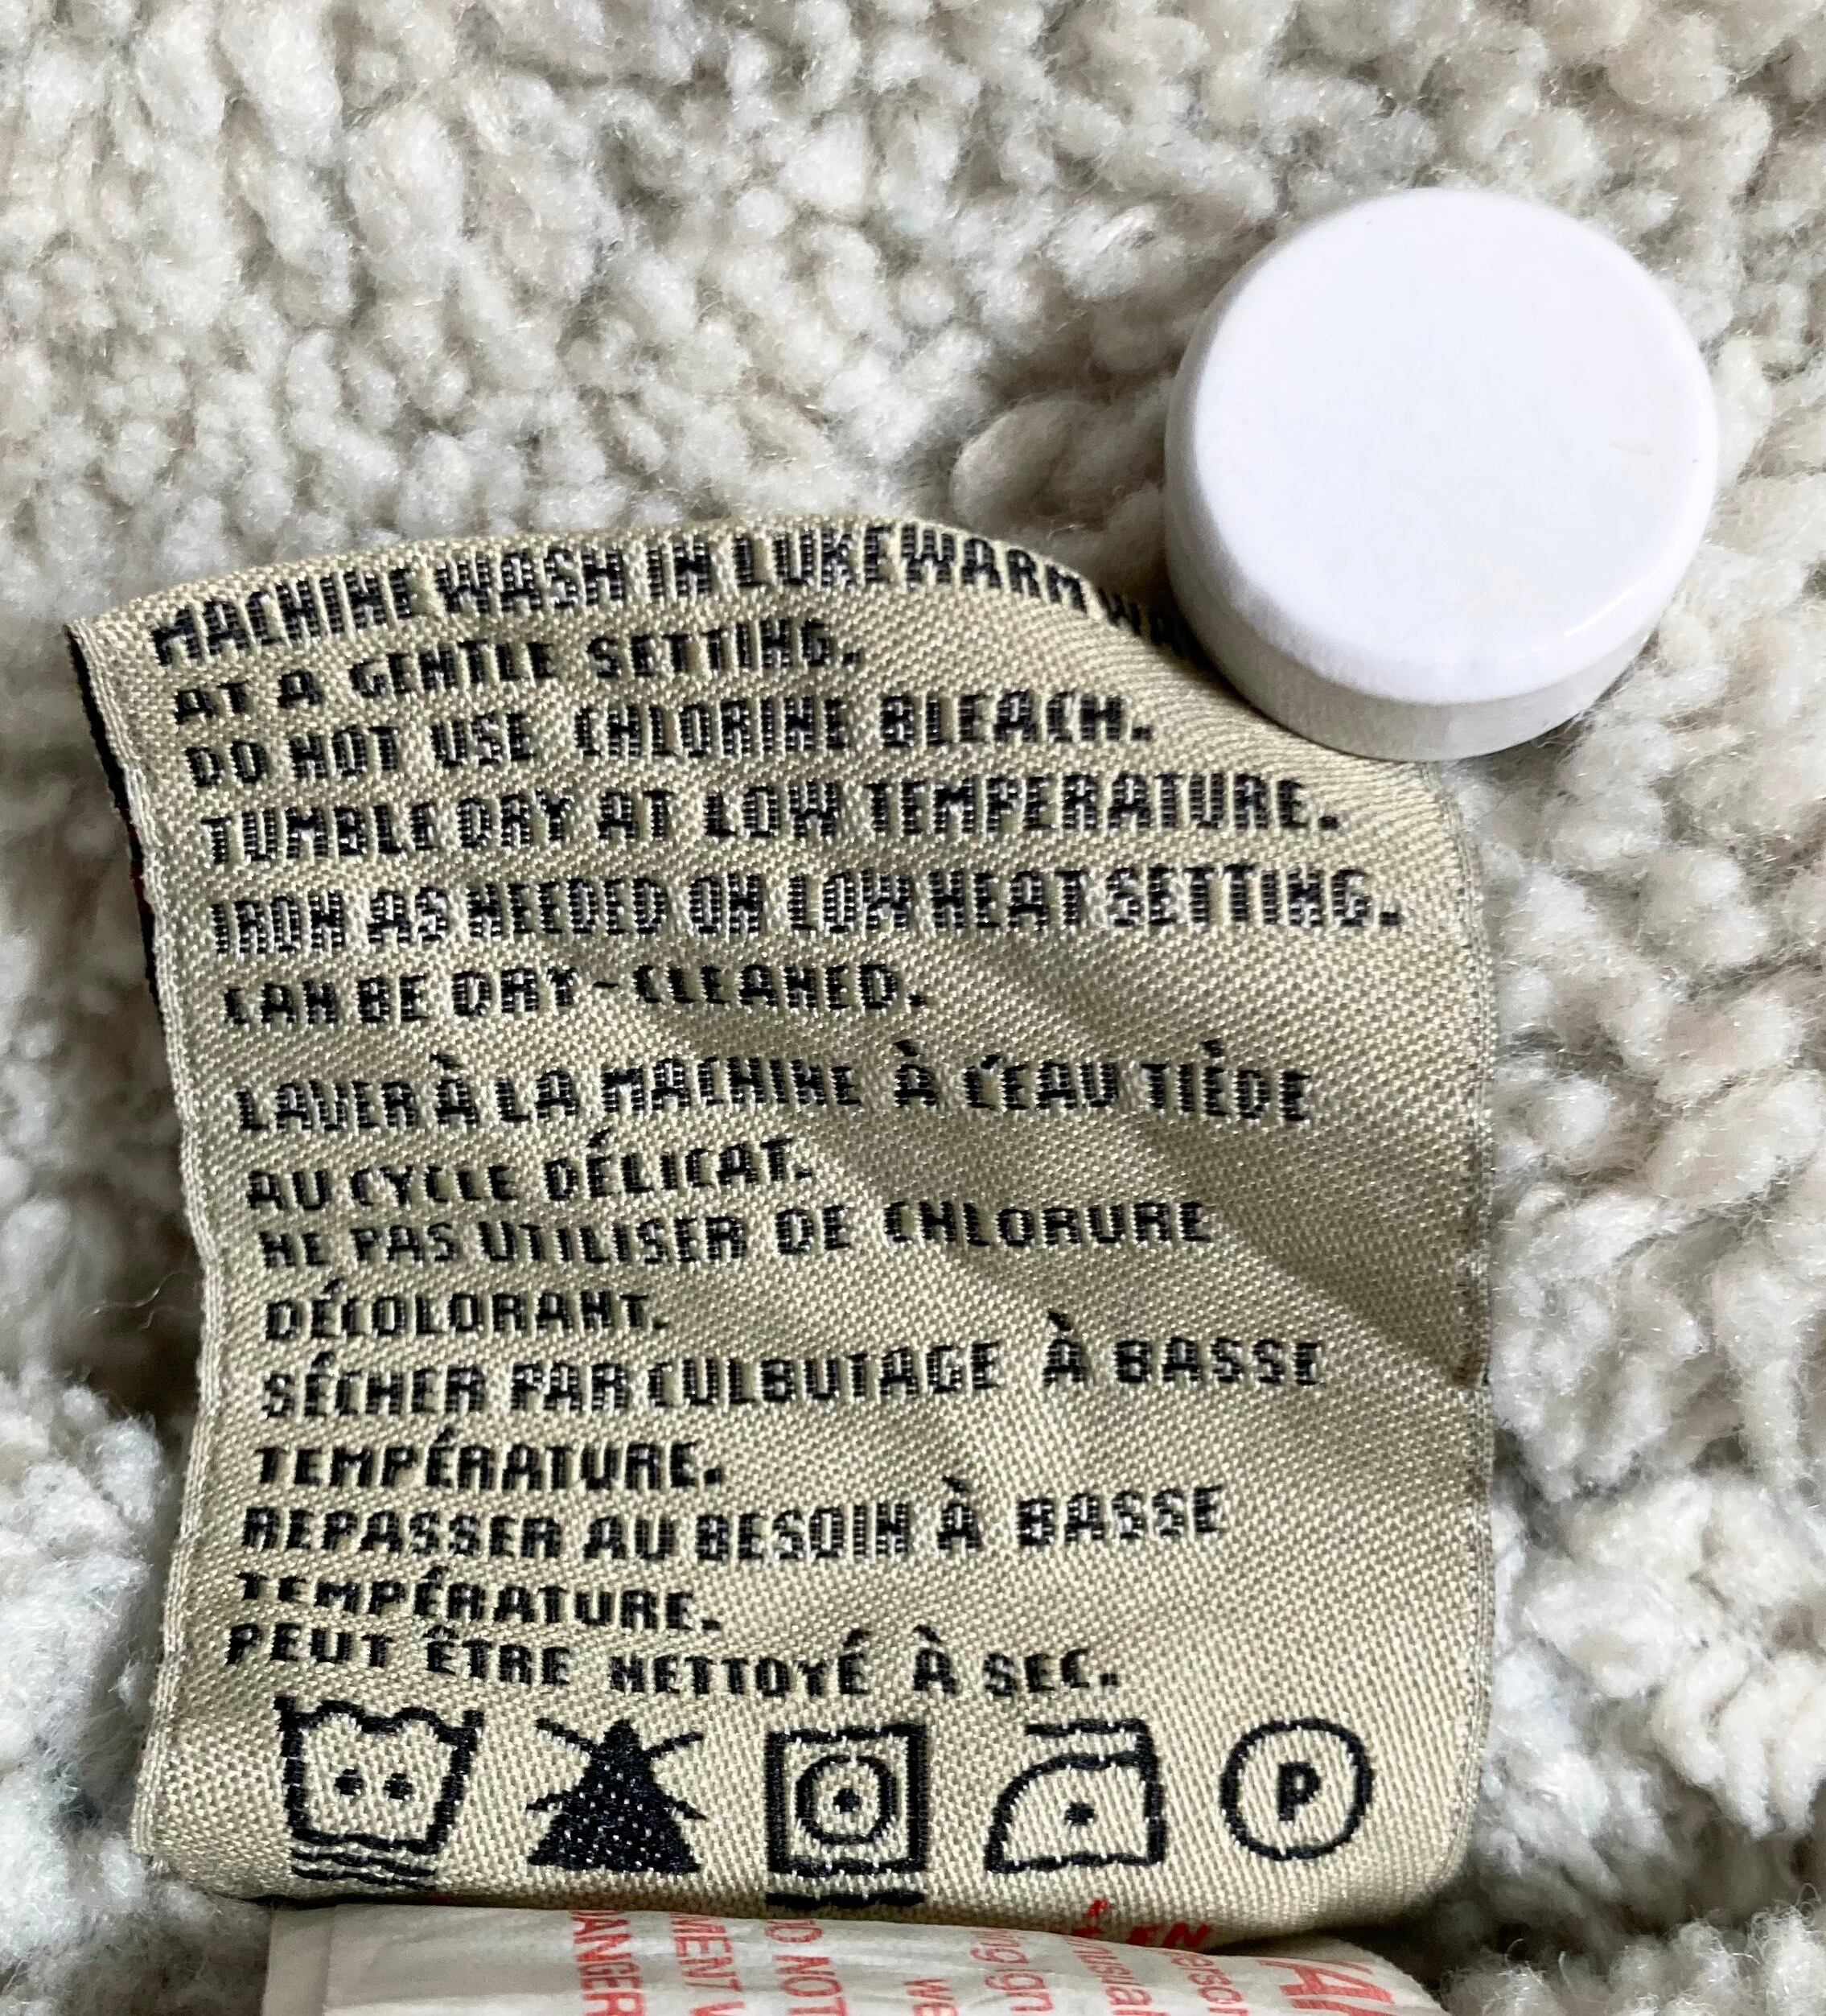 MACHINE WASH IN LUKEWARM
AT A GENTLE SETTING.
DO NOT USE CHLORINE BLEACH.
TUMBLE DRY AT LOW TEMPERATURE.
IRON AS NEEDED ON LOW HEAT SETTING.
CAN BE DRY-CLEANED.
LAVER À LA MACHINE À L'EAU TIÈDE
AU CYCLE DÉLICAT.
NE PAS UTILISER DE CHLORURE
DÉCOLORANT.
SÉCHER PAR CULBUTAGE À BASSE
TEMPÉRATURE.
REPASSER AU BESOIN À BASSE
TEMPÉRATURE.
PEUT ÊTRE NETTOYÉ À SEC.
P